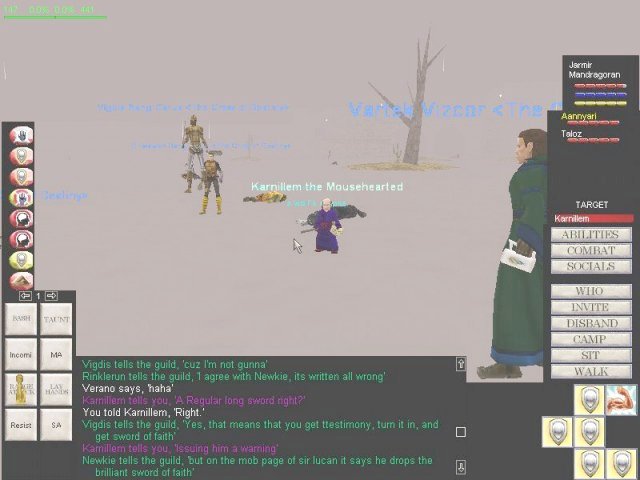 Jarmir
Mandragoran
Aannyari
Taloz
Karnillem the Mousehearted
TARGET
Karnillem
ABILITIES
COMBAT
SOCIALS
WHO
INVITE
DISBAND
CAMP
SIT
WALK
1
BASH
TAUNT
Incomi
MA
RANGE ATTACK
LAY HANDS
Resist
SA
Vigdis tells the guild, 'cuz I'm not gunna'
Rinklerun tells the guild, 'I agree with Newkie, its written all wrong'
Verano says, 'haha'
Karnillem tells you, 'A Regular long sword right?'
You told Karnillem, 'Right.'
Vigdis tells the guild, 'Yes, that means that you get ttestimony, turn it in, and
get sword of faith'
Karnillem tells you, 'Issuing him a warning'
Newkie tells the guild, 'but on the mob page of sir lucan it says he drops the
brilliant sword of faith'